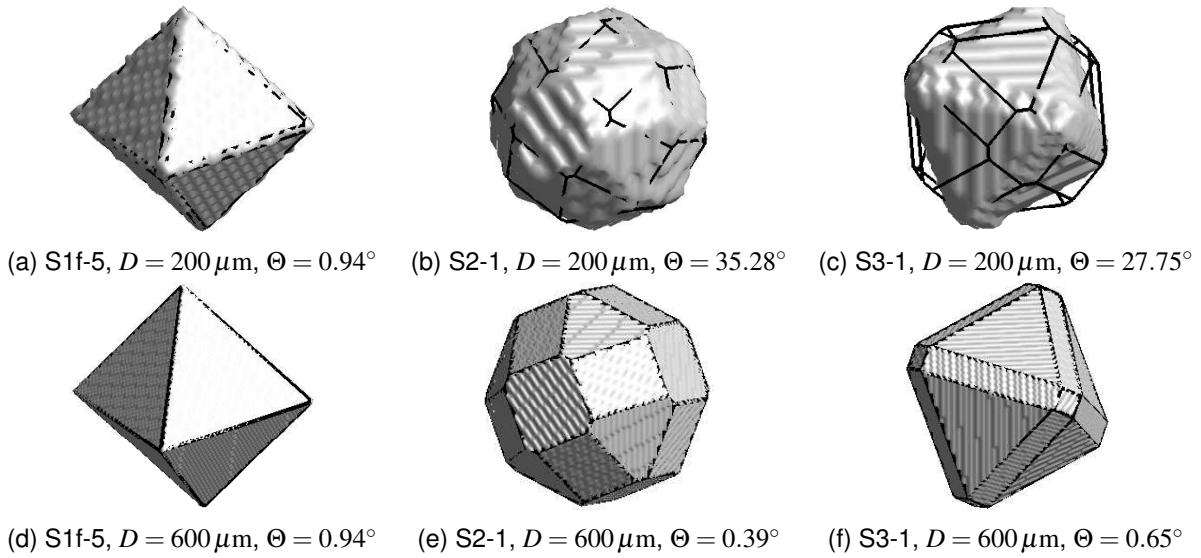 (a) S1f-5, D = 200 µm, Θ = 0.94° (b) S2-1, D = 200 µm, Θ = 35.28° (c) S3-1, D = 200 µm, Θ = 27.75°
(d) S1f-5, D = 600 µm, Θ = 0.94° (e) S2-1, D = 600 µm, Θ = 0.39° (f) S3-1, D = 600 µm, Θ = 0.65°